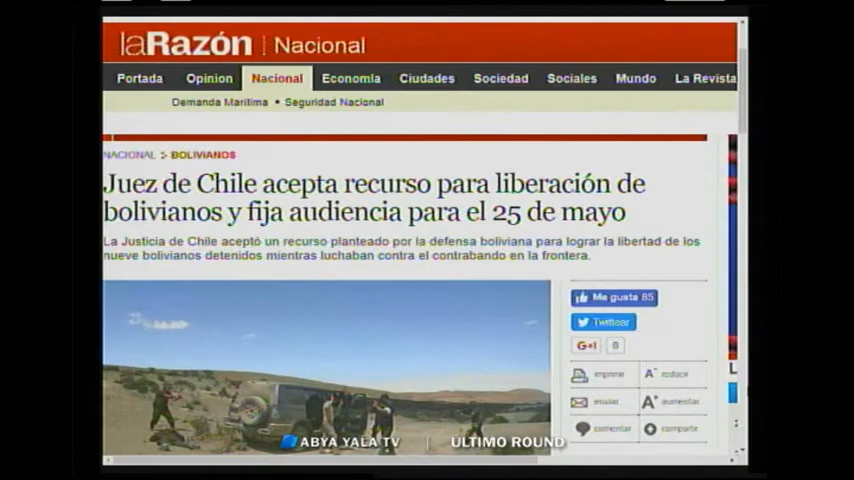 laRazón | Nacional
Portada Opinion Nacional Economía Ciudades Sociedad Sociales Mundo La Revista
Demanda Marítima • Seguridad Nacional
NACIONAL > BOLIVIANOS
Juez de Chile acepta recurso para liberación de
bolivianos y fija audiencia para el 25 de mayo
La Justicia de Chile aceptó un recurso planteado por la defensa boliviana para lograr la libertad de los
nueve bolivianos detenidos mientras luchaban contra el contrabando en la frontera.
Me gusta 85
Twittear
G+1 0
imprimir A- reducir
enviar A+ aumentar
comentar compartir
ABYA YALA TV | ULTIMO ROUND